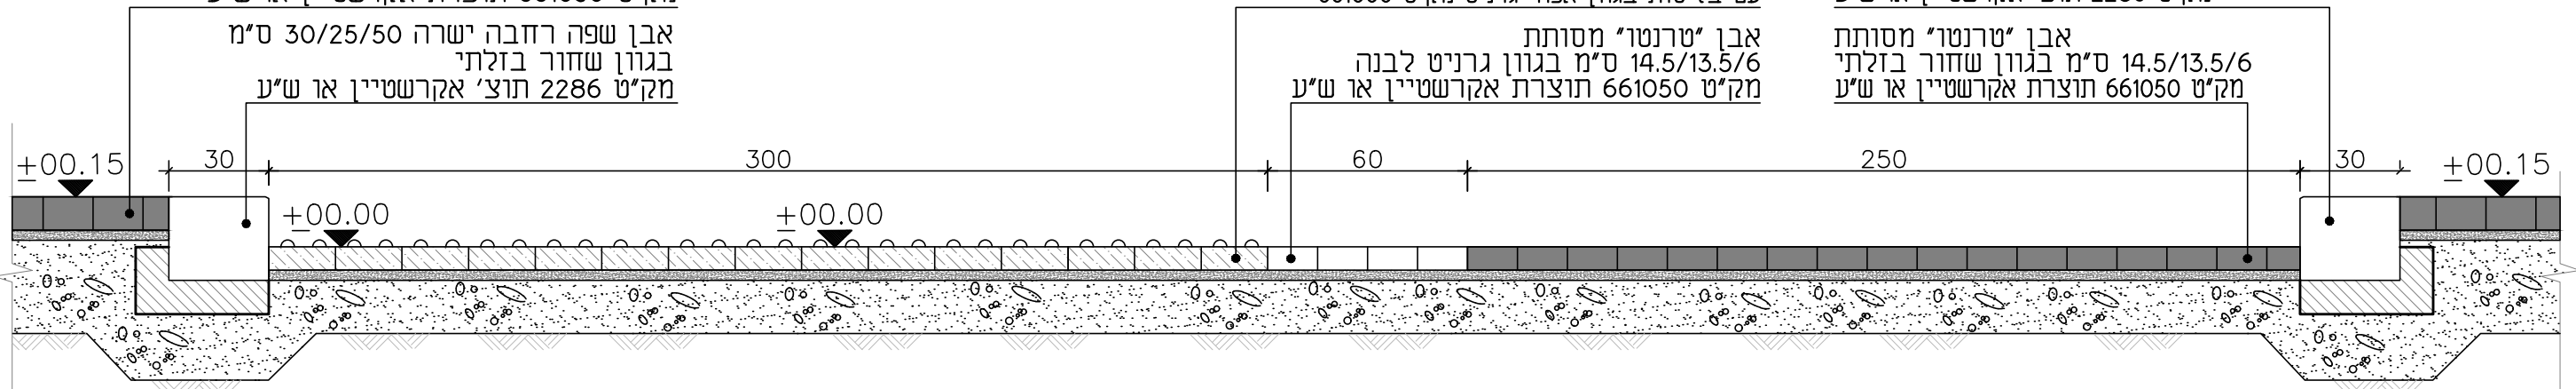 אבן שפה רחבה ישרה 30/25/50 ס"מ
בגוון שחור בזלתי
מק"ט 2286 תוצ' אקרשטיין או ש"ע
אבן "טרנטו" מסותת
14.5/13.5/6 ס"מ בגוון גרניט לבנה
מק"ט 661050 תוצרת אקרשטיין או ש"ע
אבן "טרנטו" מסותת
14.5/13.5/6 ס"מ בגוון שחור בזלתי
מק"ט 661050 תוצרת אקרשטיין או ש"ע
±00.15
30
300
60
250
30
±00.15
±00.00
±00.00